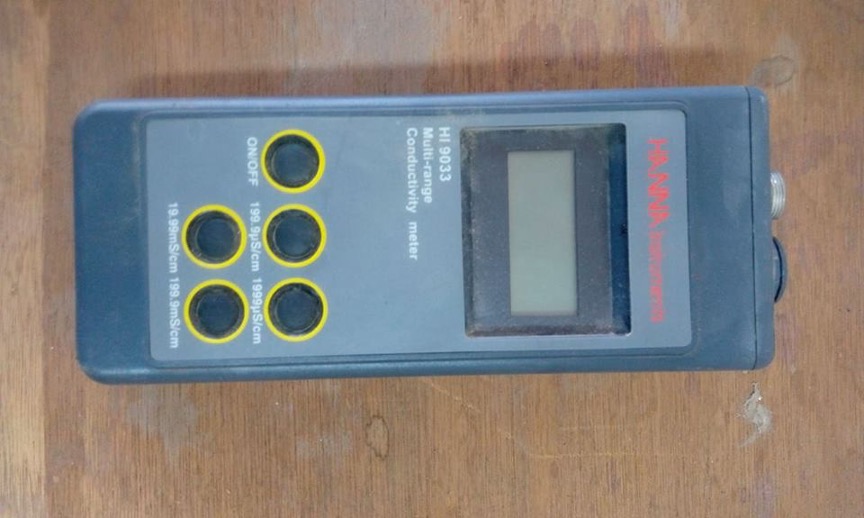 HANNA instruments
HI 9033
Multi-range
Conductivity meter
ON/OFF 199.9µS/cm 1999µS/cm
19.99mS/cm 199.9mS/cm